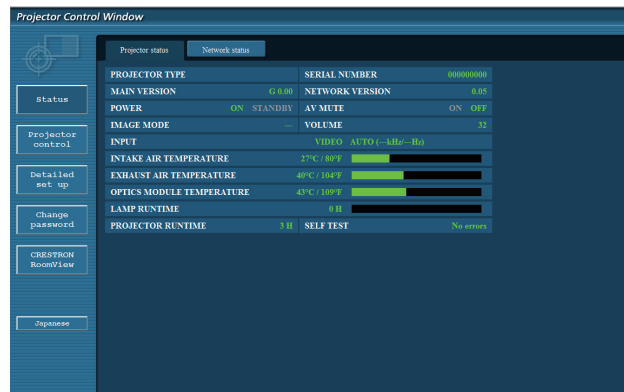 Projector Control Window
Projector status
Network status
PROJECTOR TYPE
SERIAL NUMBER 000000000
MAIN VERSION G 0.00
NETWORK VERSION 0.05
POWER ON STANDBY
AV MUTE ON OFF
IMAGE MODE ---
VOLUME 32
INPUT VIDEO AUTO (---kHz/---Hz)
INTAKE AIR TEMPERATURE 27°C / 80°F
EXHAUST AIR TEMPERATURE 40°C / 104°F
OPTICS MODULE TEMPERATURE 43°C / 109°F
LAMP RUNTIME 0 H
PROJECTOR RUNTIME 3 H
SELF TEST No errors
Status
Projector
control
Detailed
set up
Change
password
CRESTRON
RoomView
Japanese